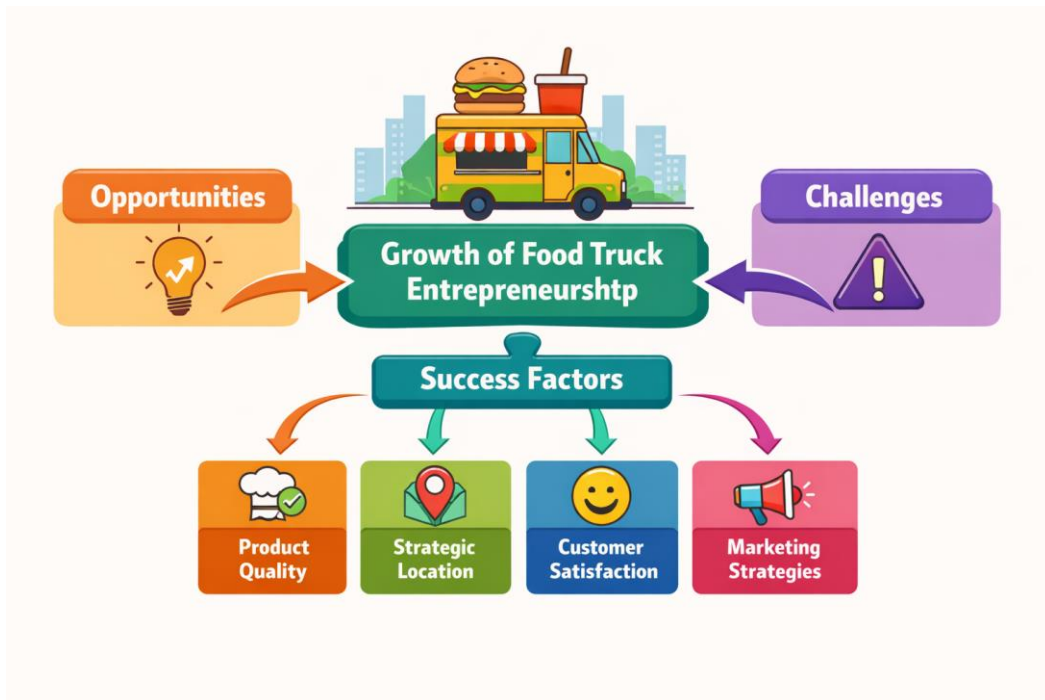 Opportunities
Challenges
Growth of Food Truck
Entrepreneurshtp
Success Factors
Product
Quality
Strategic
Location
Customer
Satisfaction
Marketing
Strategies